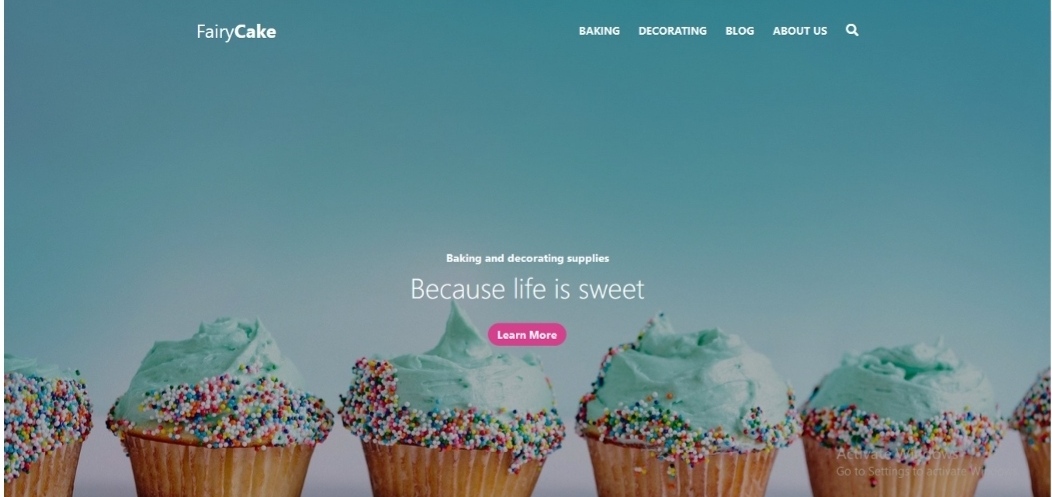 FairyCake
BAKING DECORATING BLOG ABOUT US
Baking and decorating supplies
Because life is sweet
Learn More
Activate Windows
Go to Settings to activate Windows